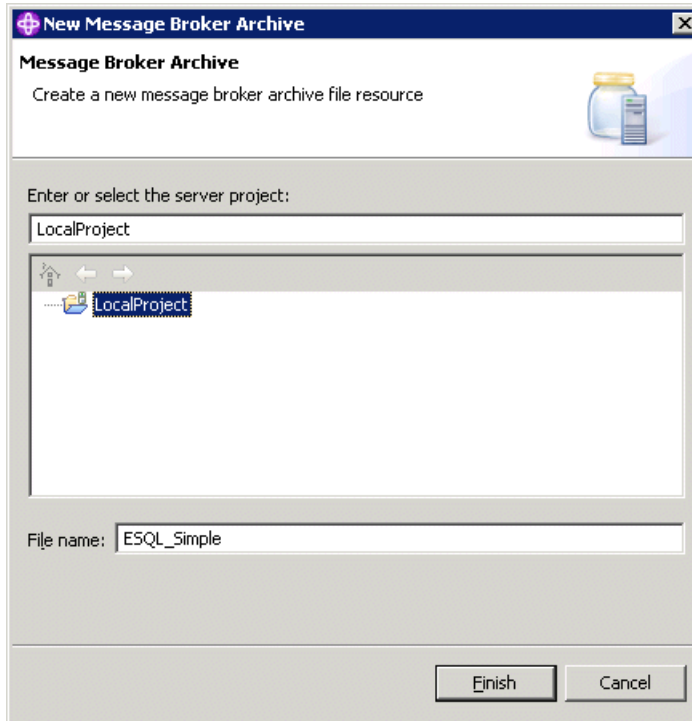 New Message Broker Archive
Message Broker Archive
Create a new message broker archive file resource
Enter or select the server project:
LocalProject
LocalProject
File name: ESQL_Simple
Finish Cancel